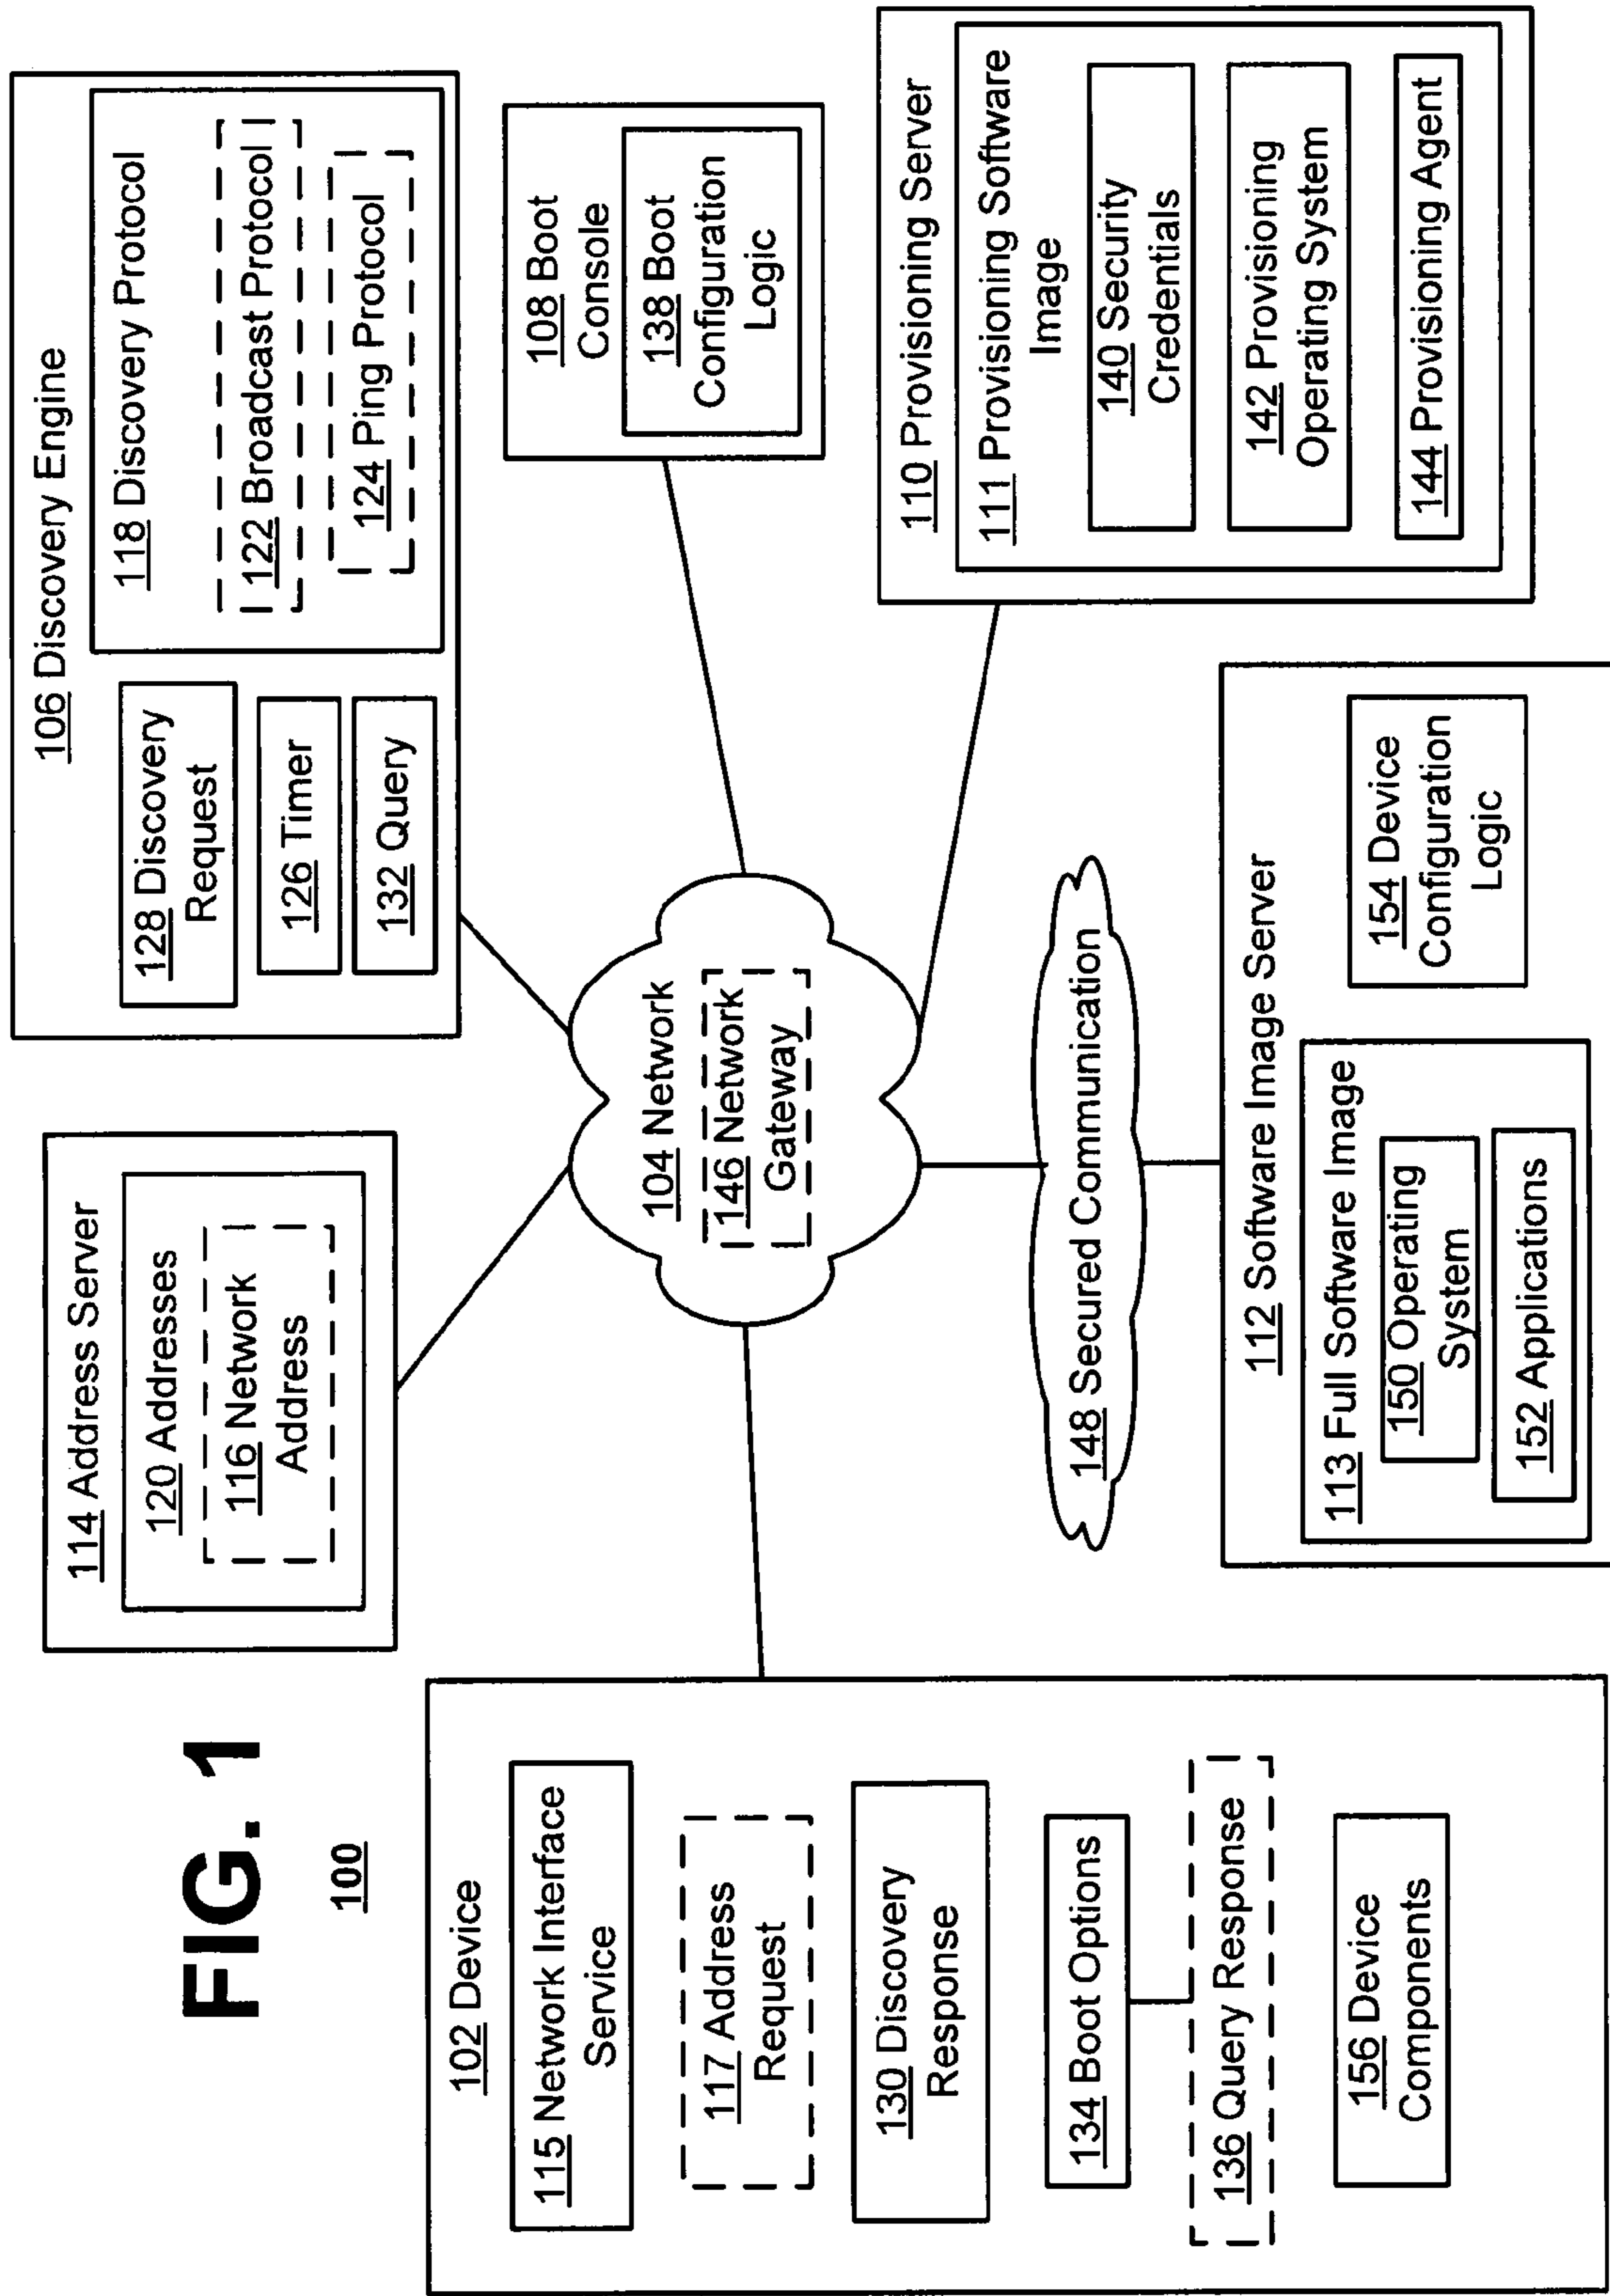 FIG. 1
100
102 Device
115 Network Interface
Service
117 Address
Request
130 Discovery
Response
134 Boot Options
136 Query Response
156 Device
Components
114 Address Server
120 Addresses
116 Network
Address
106 Discovery Engine
128 Discovery
Request
126 Timer
132 Query
118 Discovery Protocol
122 Broadcast Protocol
124 Ping Protocol
104 Network
146 Network
Gateway
108 Boot
Console
138 Boot
Configuration
Logic
148 Secured Communication
110 Provisioning Server
111 Provisioning Software
Image
140 Security
Credentials
142 Provisioning
Operating System
144 Provisioning Agent
112 Software Image Server
113 Full Software Image
150 Operating
System
152 Applications
154 Device
Configuration
Logic